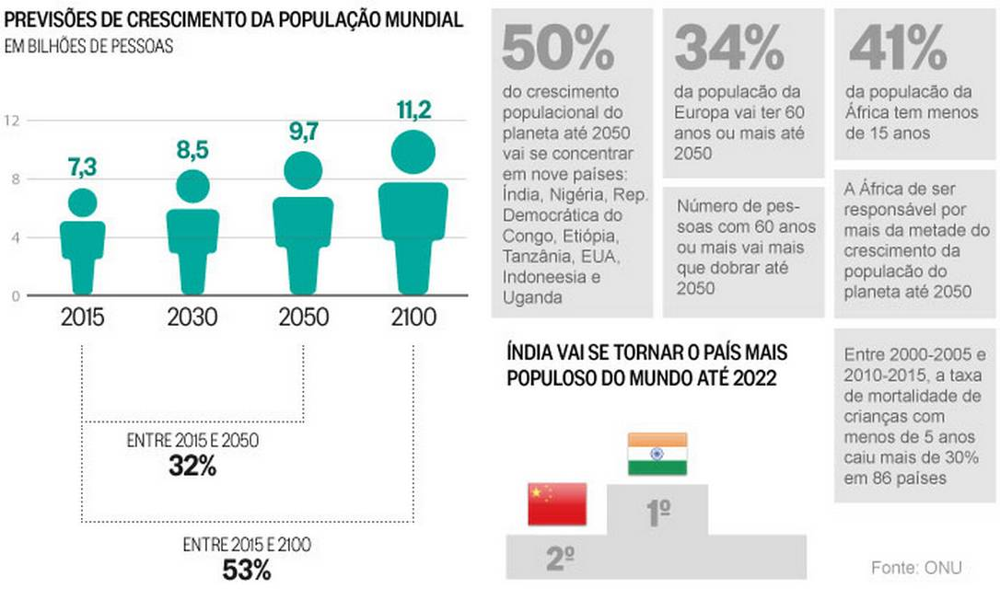 PREVISÕES DE CRESCIMENTO DA POPULAÇÃO MUNDIAL
EM BILHÕES DE PESSOAS
12
8
4
0
7,3
8,5
9,7
11,2
2015
2030
2050
2100
ENTRE 2015 E 2050
32%
ENTRE 2015 E 2100
53%
50%
do crescimento
populacional do
planeta até 2050
vai se concentrar
em nove países:
Índia, Nigéria, Rep.
Democrática do
Congo, Etiópia,
Tanzânia, EUA,
Indoneesia e
Uganda
34%
da populacão da
Europa vai ter 60
anos ou mais até
2050
Número de pes-
soas com 60 anos
ou mais vai mais
que dobrar até
2050
41%
da populacão da
África tem menos
de 15 anos
A África de ser
responsável por
mais da metade do
crescimento da
populacão do
planeta até 2050
Entre 2000-2005 e
2010-2015, a taxa
de mortalidade de
crianças com
menos de 5 anos
caiu mais de 30%
em 86 países
ÍNDIA VAI SE TORNAR O PAÍS MAIS
POPULOSO DO MUNDO ATÉ 2022
1º
2º
Fonte: ONU